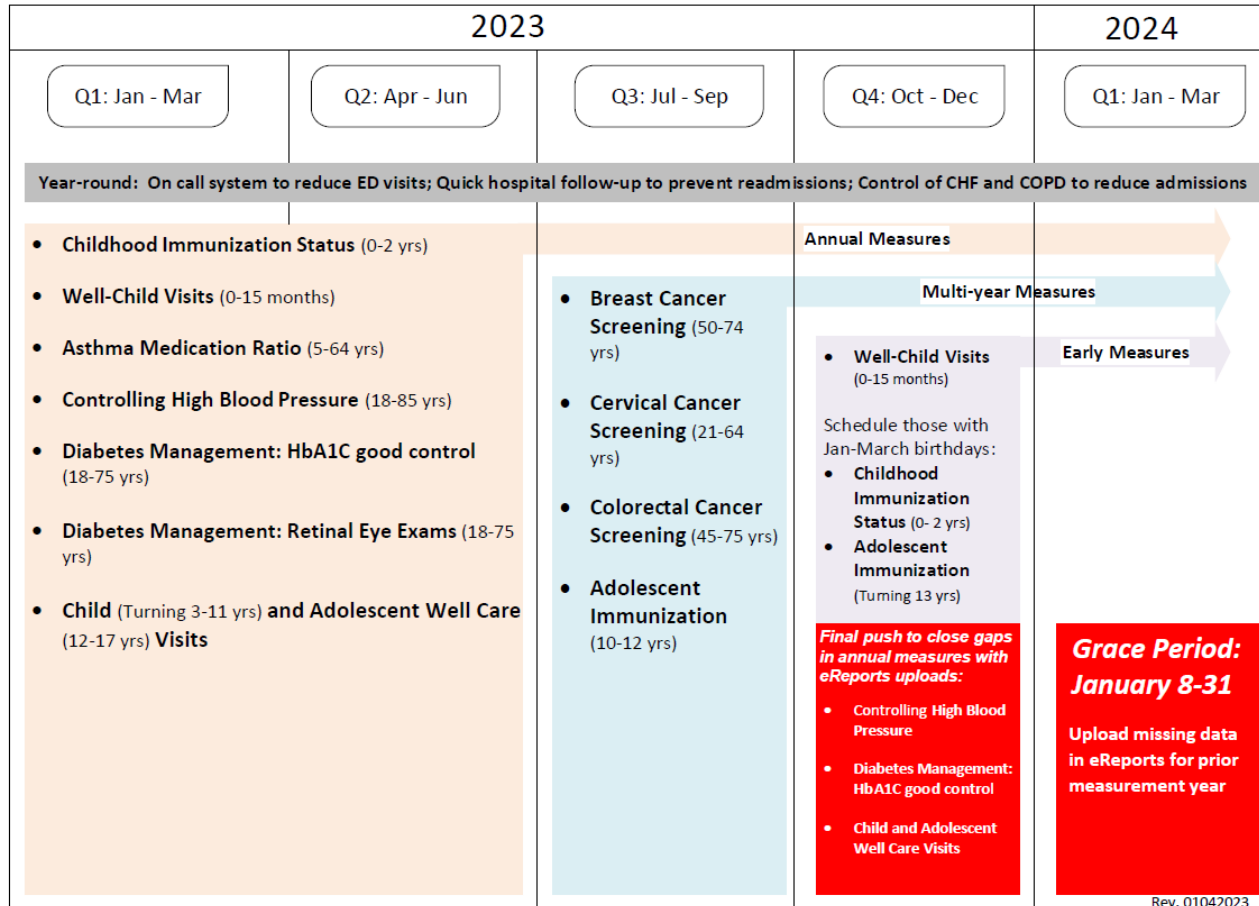 2023
2024
Q1: Jan - Mar
Q2: Apr - Jun
Q3: Jul - Sep
Q4: Oct - Dec
Q1: Jan - Mar
Year-round: On call system to reduce ED visits; Quick hospital follow-up to prevent readmissions; Control of CHF and COPD to reduce admissions
• Childhood Immunization Status (0-2 yrs)
• Well-Child Visits (0-15 months)
• Asthma Medication Ratio (5-64 yrs)
• Controlling High Blood Pressure (18-85 yrs)
• Diabetes Management: HbA1C good control
(18-75 yrs)
• Diabetes Management: Retinal Eye Exams (18-75
yrs)
• Child (Turning 3-11 yrs) and Adolescent Well Care
(12-17 yrs) Visits
Annual Measures
• Breast Cancer
Screening (50-74
yrs)
• Cervical Cancer
Screening (21-64
yrs)
• Colorectal Cancer
Screening (45-75 yrs)
• Adolescent
Immunization
(10-12 yrs)
Multi-year Measures
• Well-Child Visits
(0-15 months)
Schedule those with
Jan-March birthdays:
• Childhood
Immunization
Status (0- 2 yrs)
• Adolescent
Immunization
(Turning 13 yrs)
Early Measures
Final push to close gaps
in annual measures with
eReports uploads:
• Controlling High Blood
Pressure
• Diabetes Management:
HbA1C good control
• Child and Adolescent
Well Care Visits
Grace Period:
January 8-31
Upload missing data
in eReports for prior
measurement year
Rev. 01042023